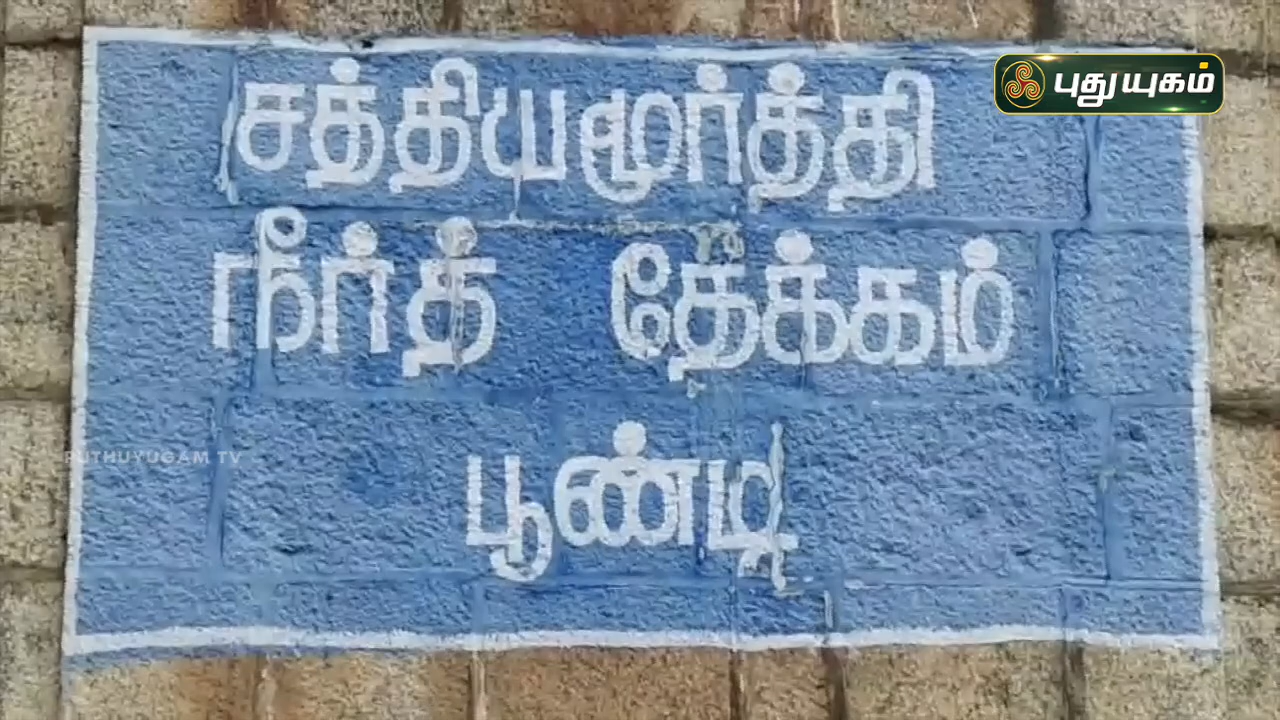 புதுயுகம்
சத்தியமூர்த்தி
நீர்த் தேக்கம்
PUTHUYUGAM TV
பூண்டி